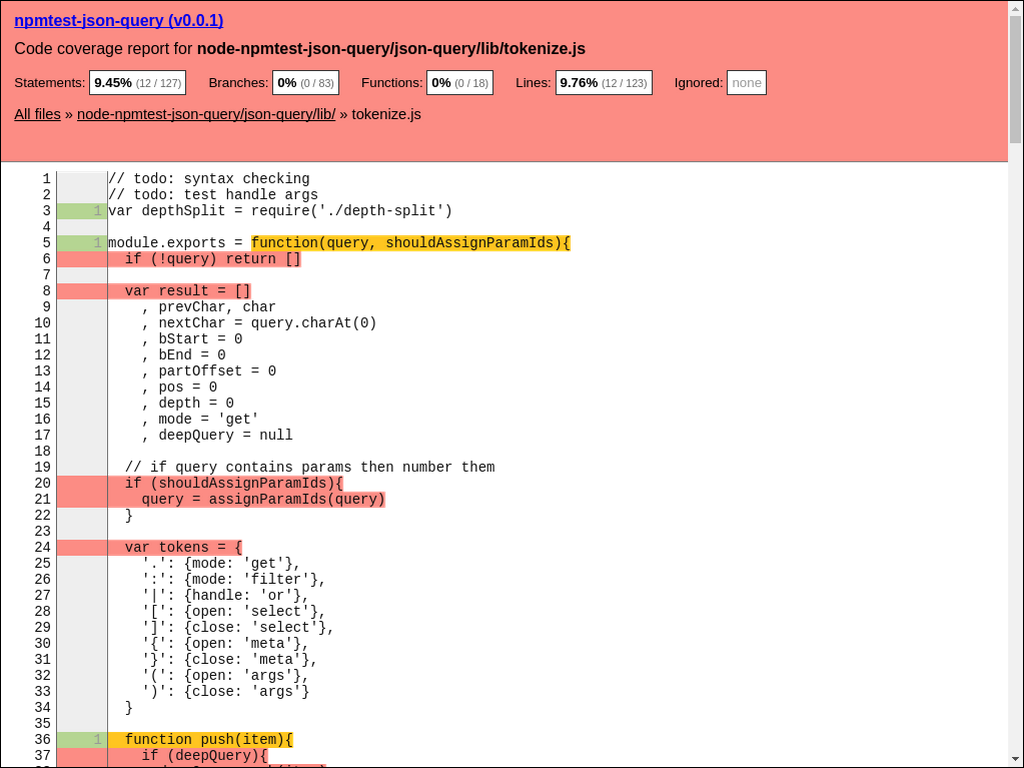 npmtest-json-query (v0.0.1)
Code coverage report for node-npmtest-json-query/json-query/lib/tokenize.js
Statements: 9.45% (12 / 127) Branches: 0% (0 / 83) Functions: 0% (0 / 18) Lines: 9.76% (12 / 123) Ignored: none
All files » node-npmtest-json-query/json-query/lib/ » tokenize.js
1 // todo: syntax checking
2 // todo: test handle args
3 1 var depthSplit = require('./depth-split')
4
5 1 module.exports = function(query, shouldAssignParamIds){
6 if (!query) return []
7
8 var result = []
9 , prevChar, char
10 , nextChar = query.charAt(0)
11 , bStart = 0
12 , bEnd = 0
13 , partOffset = 0
14 , pos = 0
15 , depth = 0
16 , mode = 'get'
17 , deepQuery = null
18
19 // if query contains params then number them
20 if (shouldAssignParamIds){
21 query = assignParamIds(query)
22 }
23
24 var tokens = {
25 '.': {mode: 'get'},
26 ':': {mode: 'filter'},
27 '|': {handle: 'or'},
28 '[': {open: 'select'},
29 ']': {close: 'select'},
30 '{': {open: 'meta'},
31 '}': {close: 'meta'},
32 '(': {open: 'args'},
33 ')': {close: 'args'}
34 }
35
36 1 function push(item){
37 if (deepQuery){